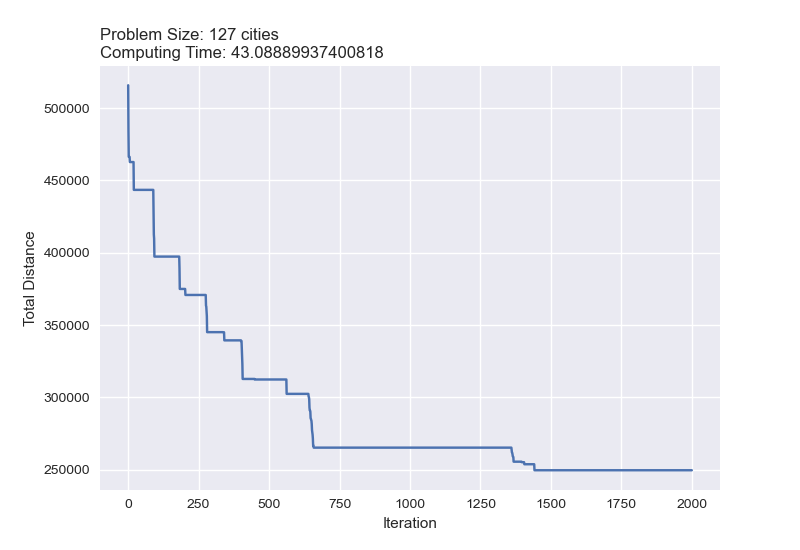 Problem Size: 127 cities
Computing Time: 43.08889937400818
500000
450000
400000
350000
300000
250000
Total Distance
0 250 500 750 1000 1250 1500 1750 2000
Iteration